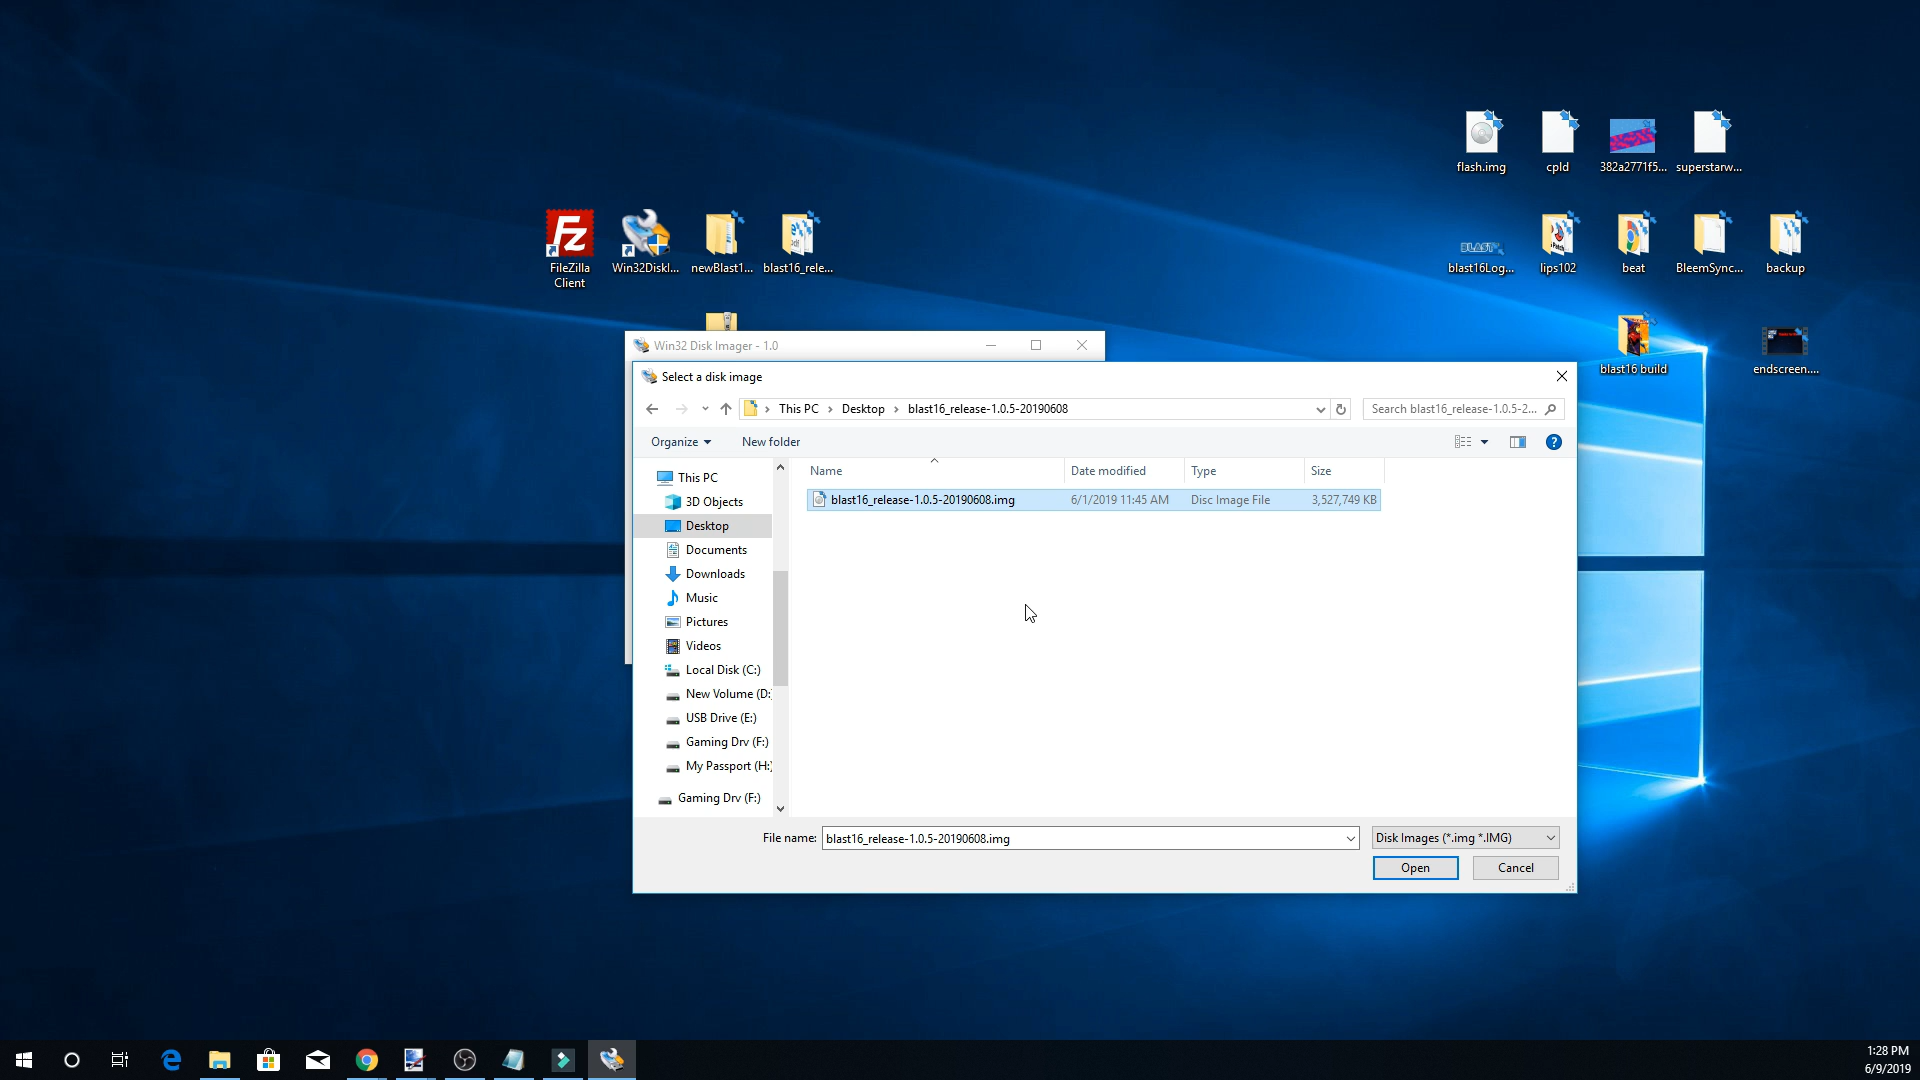 flash.img
cpld
382a2771f5...
superstarw...
FileZilla
Client
Win32DiskI...
newBlast1...
blast16_rele...
blast16Log...
lips102
beat
BleemSync...
backup
blast16 build
endscreen....
Win32 Disk Imager - 1.0
Select a disk image
This PC > Desktop > blast16_release-1.0.5-20190608
Search blast16_release-1.0.5-2...
Organize
New folder
Name
Date modified
Type
Size
blast16_release-1.0.5-20190608.img
6/1/2019 11:45 AM
Disc Image File
3,527,749 KB
This PC
3D Objects
Desktop
Documents
Downloads
Music
Pictures
Videos
Local Disk (C:)
New Volume (D:
USB Drive (E:)
Gaming Drv (F:)
My Passport (H:)
Gaming Drv (F:)
File name:
blast16_release-1.0.5-20190608.img
Disk Images (*.img *.IMG)
Open
Cancel
1:28 PM
6/9/2019